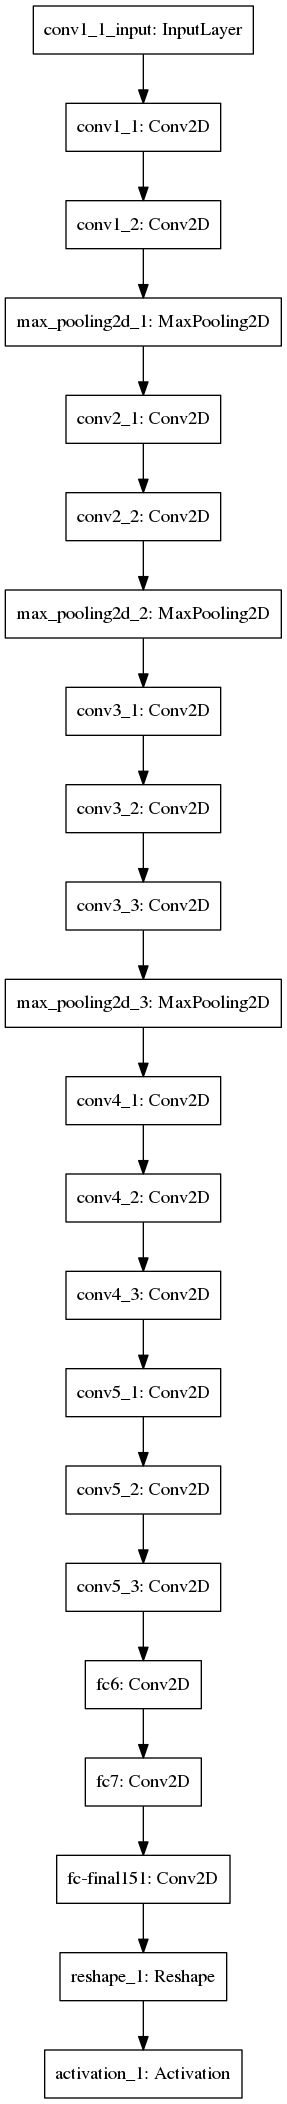 conv1_1_input: InputLayer
conv1_1: Conv2D
conv1_2: Conv2D
max_pooling2d_1: MaxPooling2D
conv2_1: Conv2D
conv2_2: Conv2D
max_pooling2d_2: MaxPooling2D
conv3_1: Conv2D
conv3_2: Conv2D
conv3_3: Conv2D
max_pooling2d_3: MaxPooling2D
conv4_1: Conv2D
conv4_2: Conv2D
conv4_3: Conv2D
conv5_1: Conv2D
conv5_2: Conv2D
conv5_3: Conv2D
fc6: Conv2D
fc7: Conv2D
fc-final151: Conv2D
reshape_1: Reshape
activation_1: Activation